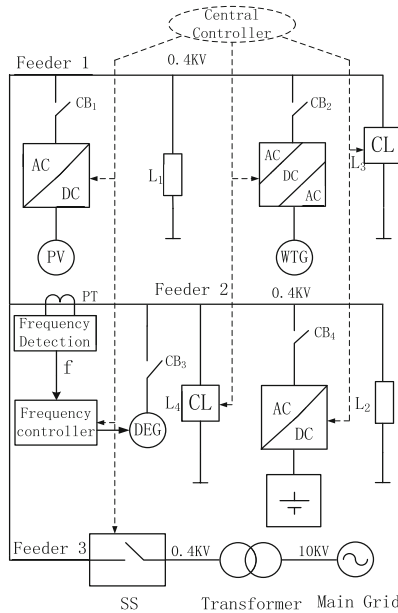 Central
Controller
Feeder 1
0.4KV
CB₁
CB₂
AC
DC
L₁
AC
DC
AC
L₃
CL
PV
WTG
PT
Feeder 2
0.4KV
Frequency
Detection
CB₃
CB₄
f
L₄
CL
AC
DC
L₂
Frequency
controller
DEG
Feeder 3
0.4KV
10KV
SS
Transformer
Main Grid